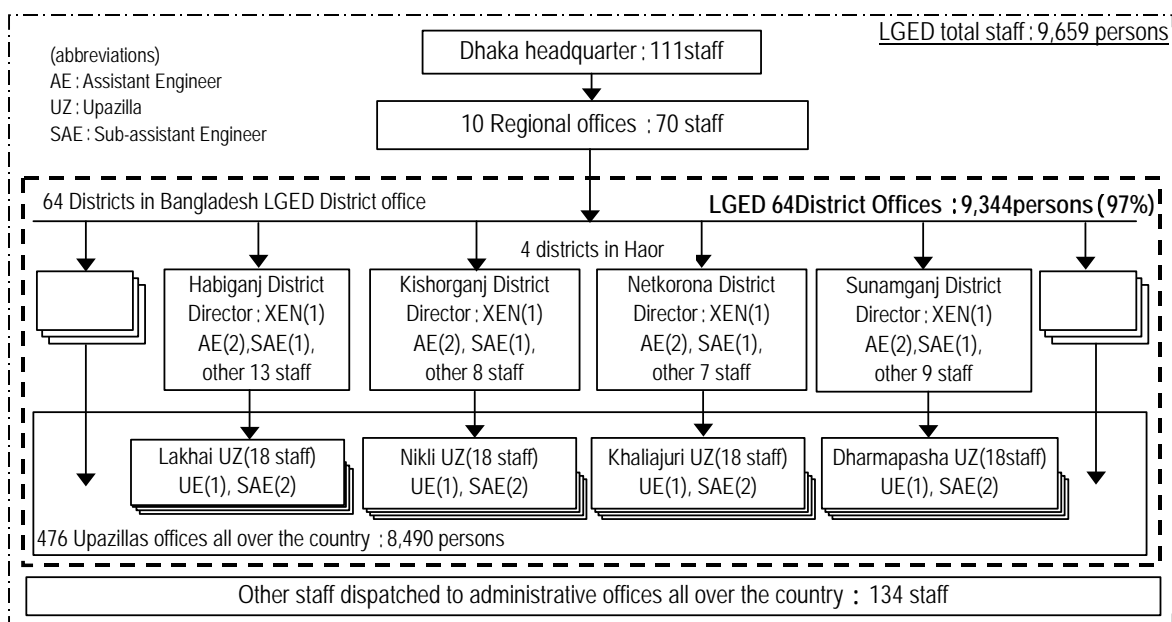 LGED total staff : 9,659 persons
(abbreviations)
AE : Assistant Engineer
UZ : Upazilla
SAE : Sub-assistant Engineer
Dhaka headquarter : 111staff
10 Regional offices : 70 staff
64 Districts in Bangladesh LGED District office
LGED 64District Offices : 9,344persons (97%)
4 districts in Haor
Habiganj District
Director : XEN(1)
AE(2),SAE(1),
other 13 staff
Kishorganj District
Director : XEN(1)
AE(2), SAE(1),
other 8 staff
Netkorona District
Director : XEN(1)
AE(2), SAE(1),
other 7 staff
Sunamganj District
Director : XEN(1)
AE(2),SAE(1),
other 9 staff
Lakhai UZ(18 staff)
UE(1), SAE(2)
Nikli UZ(18 staff)
UE(1), SAE(2)
Khaliajuri UZ(18 staff)
UE(1), SAE(2)
Dharmapasha UZ(18staff)
UE(1), SAE(2)
476 Upazillas offices all over the country : 8,490 persons
Other staff dispatched to administrative offices all over the country : 134 staff